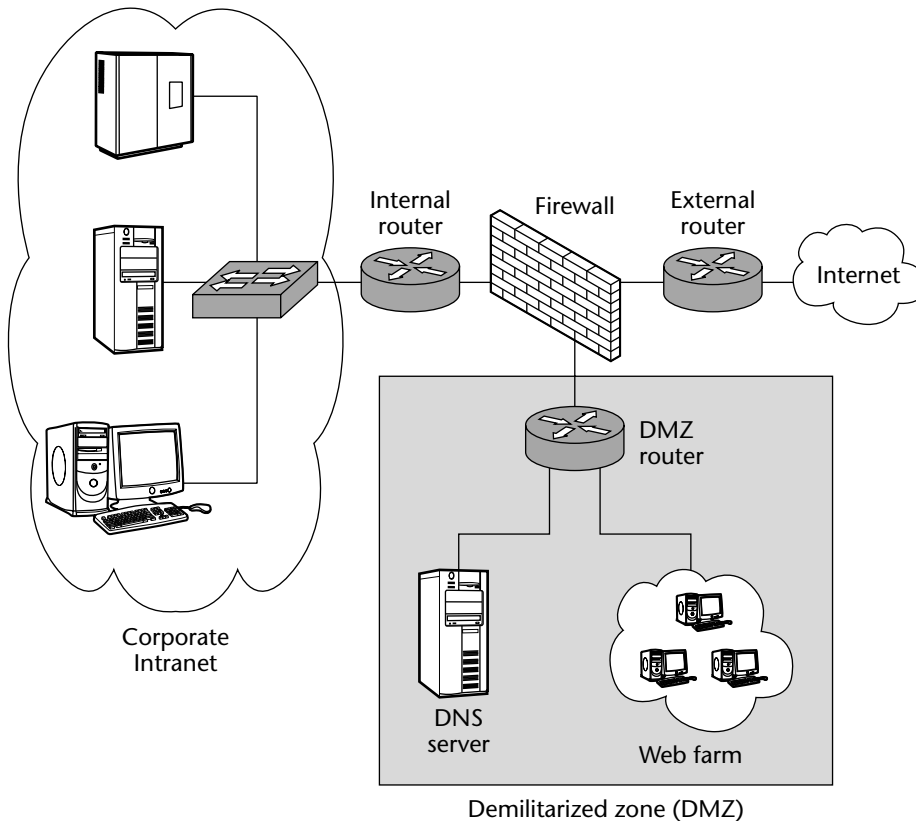 Internal
router
Firewall
External
router
Internet
DMZ
router
Corporate
Intranet
DNS
server
Web farm
Demilitarized zone (DMZ)